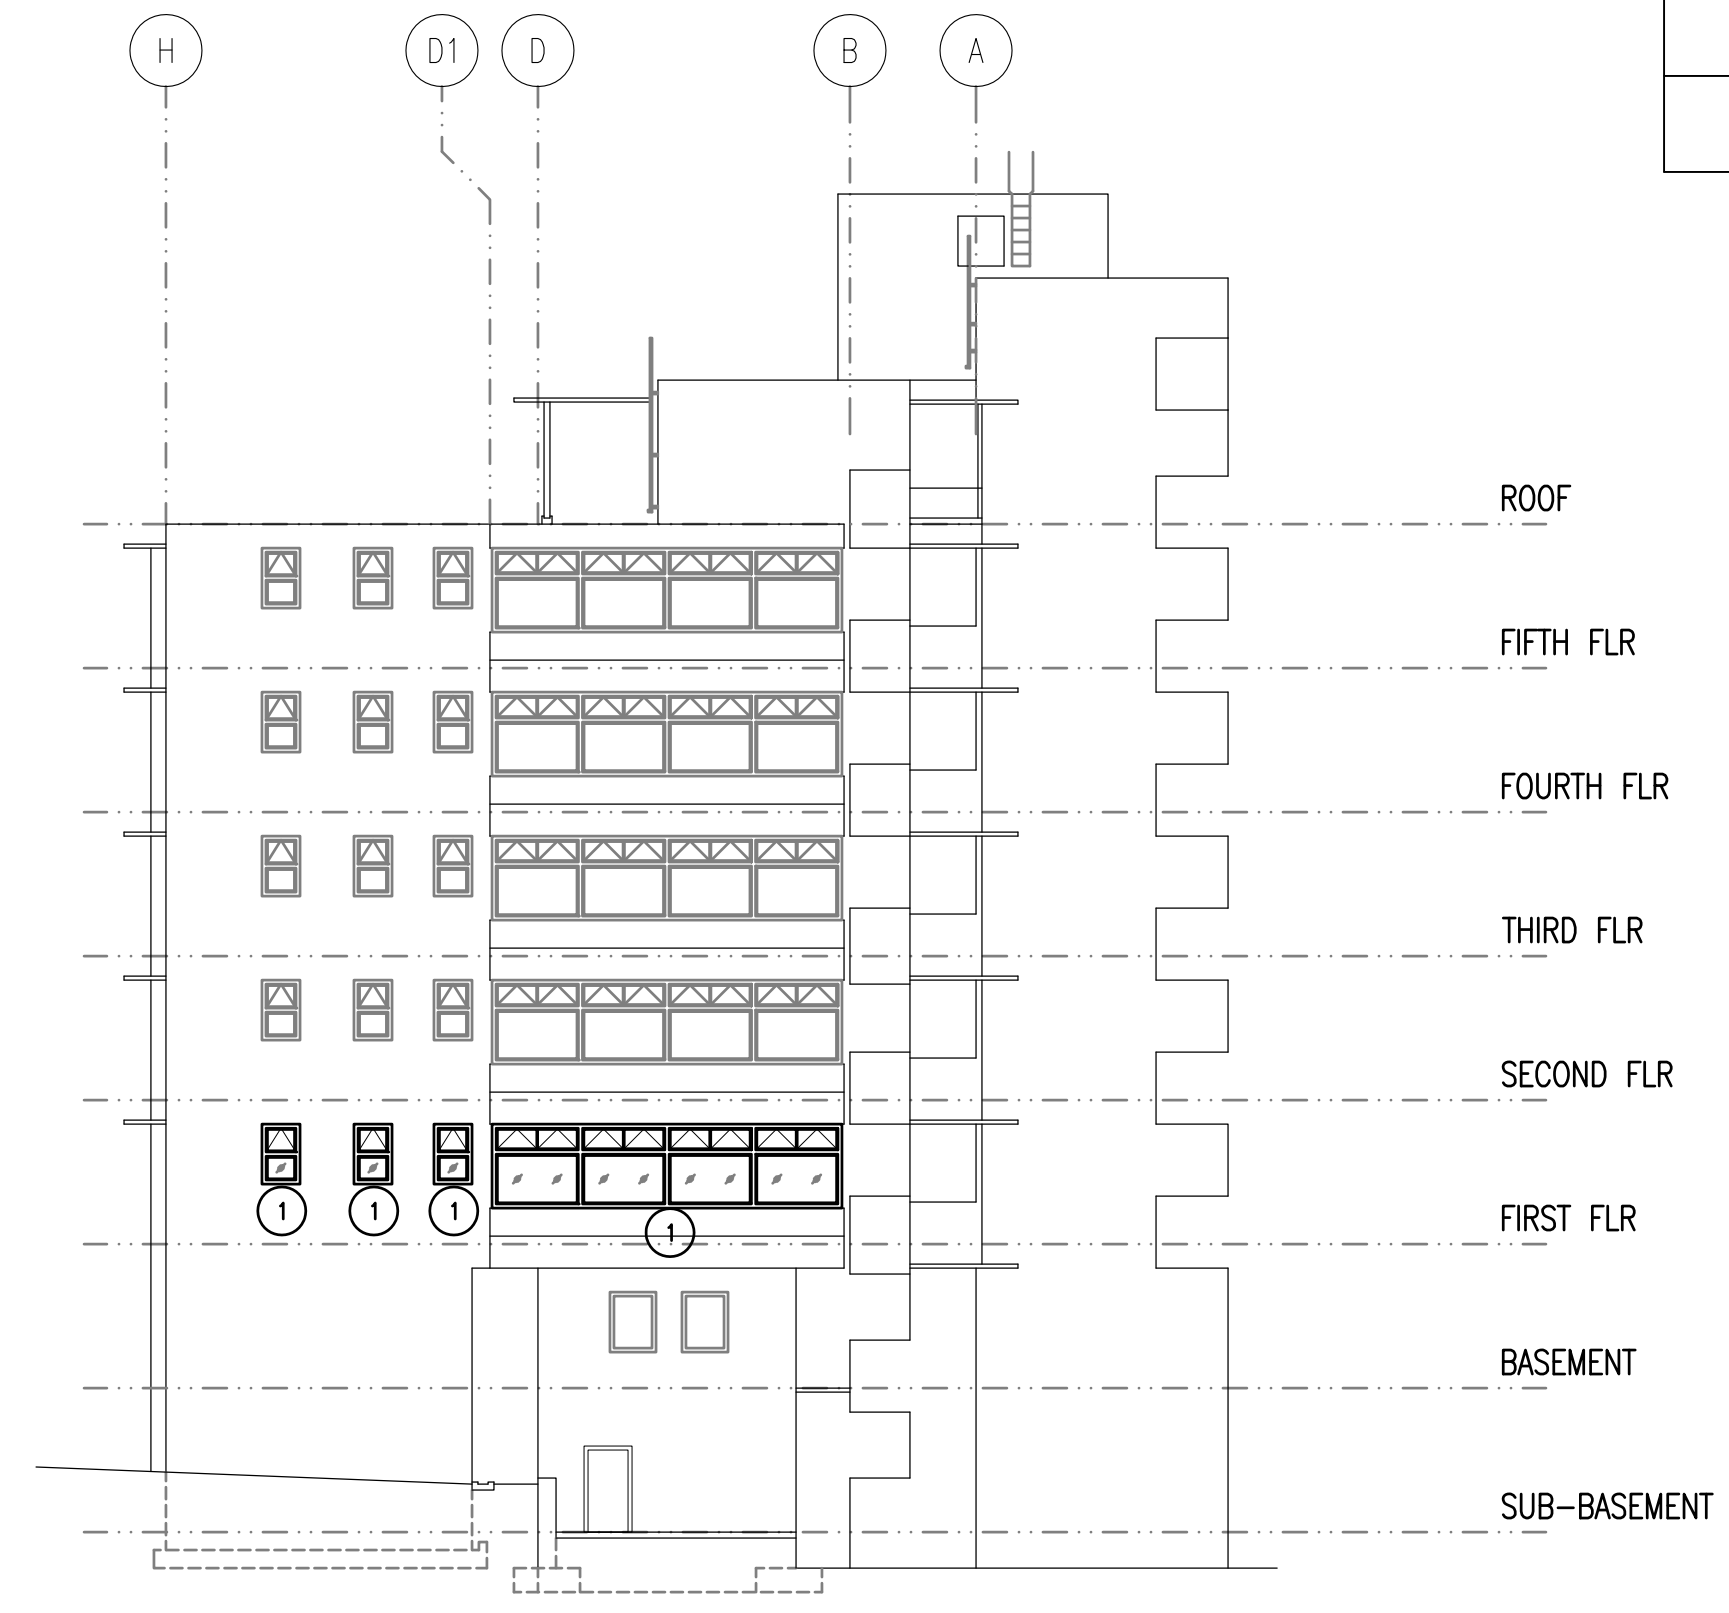 H D1 D B A
ROOF
FIFTH FLR
FOURTH FLR
THIRD FLR
SECOND FLR
1 1 1
FIRST FLR
1
BASEMENT
SUB-BASEMENT